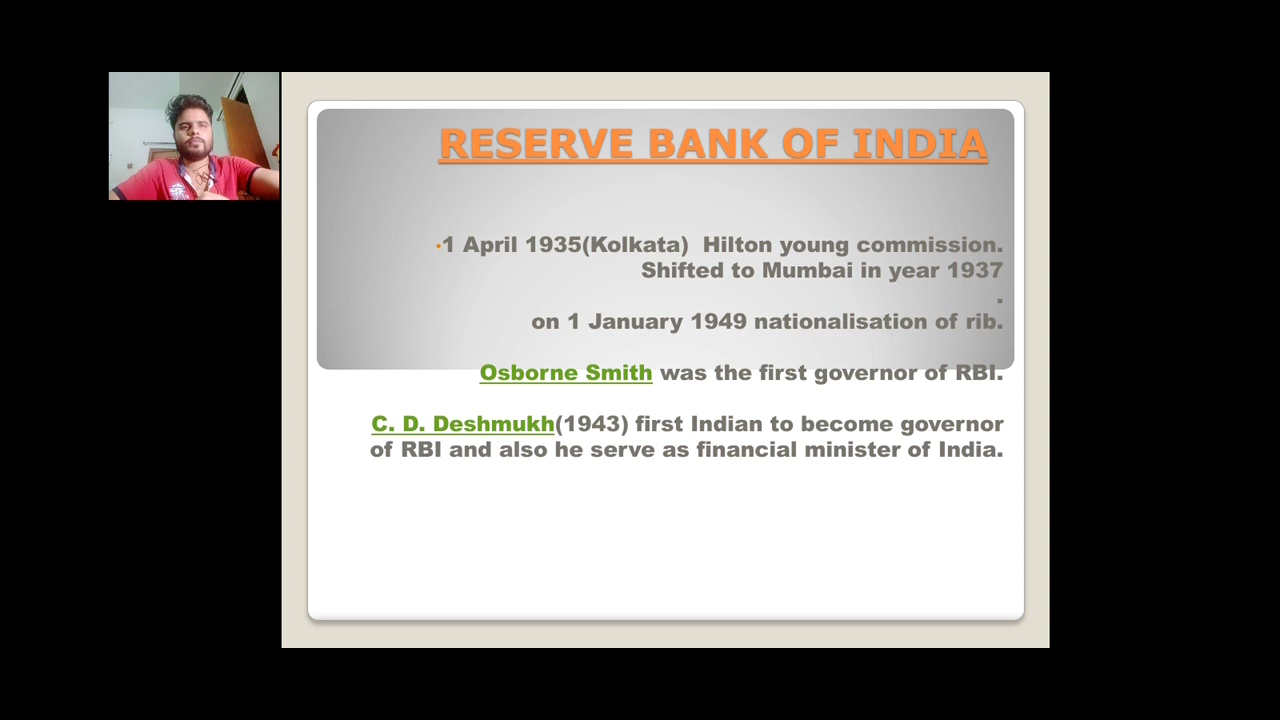 RESERVE BANK OF INDIA
•1 April 1935(Kolkata)  Hilton young commission.
Shifted to Mumbai in year 1937
.
on 1 January 1949 nationalisation of rib.
Osborne Smith was the first governor of RBI.
C. D. Deshmukh(1943) first Indian to become governor
of RBI and also he serve as financial minister of India.